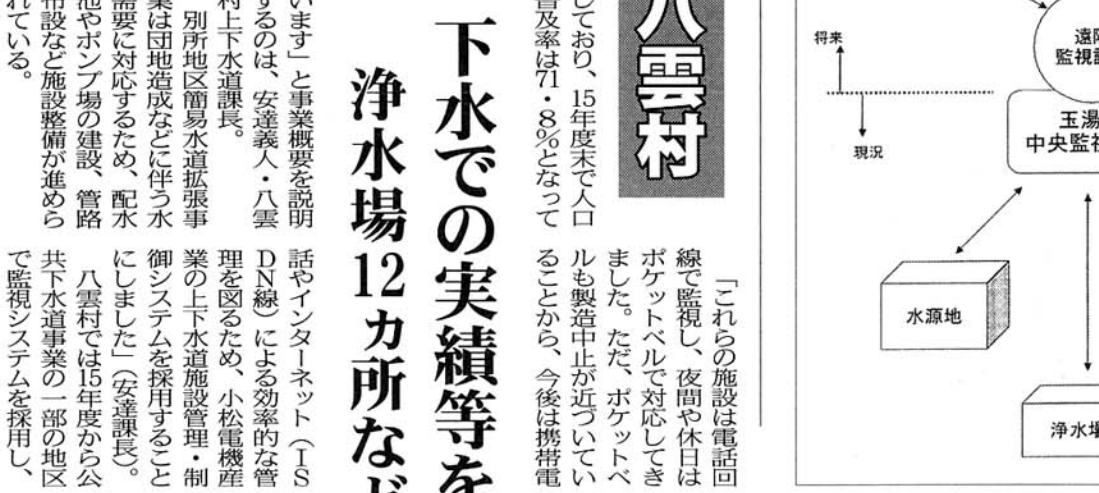 八雲村
下水での実績等を
浄水場12カ所など
しており、15年度末で人口
普及率は71・8％となって
います」と事業概要を説明
するのは、安達義人・八雲
村上下水道課長。
別所地区簡易水道拡張事
業は団地造成などに伴う水
需要に対応するため、配水
池やポンプ場の建設、管路
布設など施設整備が進めら
れている。
「これらの施設は電話回
線で監視し、夜間や休日は
ポケットベルで対応してき
ました。ただ、ポケットベ
ルも製造中止が近づいてい
ることから、今後は携帯電
話やインターネット（IS
DN線）による効率的な管
理を図るため、小松電機産
業の上下水道施設管理・制
御システムを採用すること
にしました」（安達課長）。
八雲村では15年度から公
共下水道事業の一部の地区
で監視システムを採用し、
将来
現況
遠隔
監視
玉湯
中央監視
水源地
浄水場